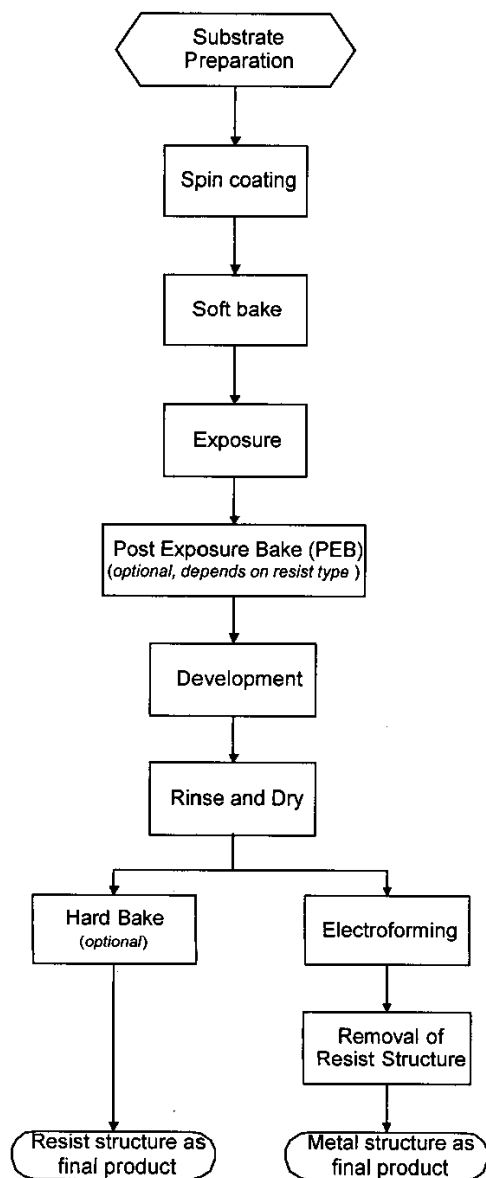 Substrate
Preparation
Spin coating
Soft bake
Exposure
Post Exposure Bake (PEB)
(optional, depends on resist type )
Development
Rinse and Dry
Hard Bake
(optional)
Electroforming
Removal of
Resist Structure
Resist structure as
final product
Metal structure as
final product